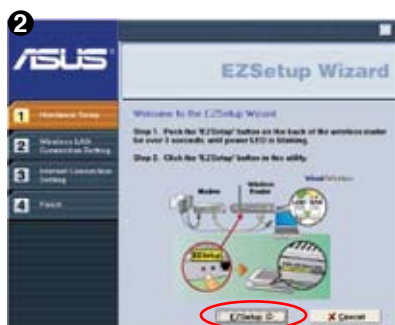 2
ASUS
EZSetup Wizard
Welcome to the EZSetup Wizard
Step 1. Push the 'EZSetup' button on the back of the wireless router
for over 3 seconds, until power LED is blinking.
Step 2. Click the 'EZSetup' button in this utility.
1 Hardware Setup
2 Wireless LAN
Connection Setting
3 Internet Connection
Setting
4 Finish
Modem
Wireless
Router
EZSetup
EZSetup
Cancel